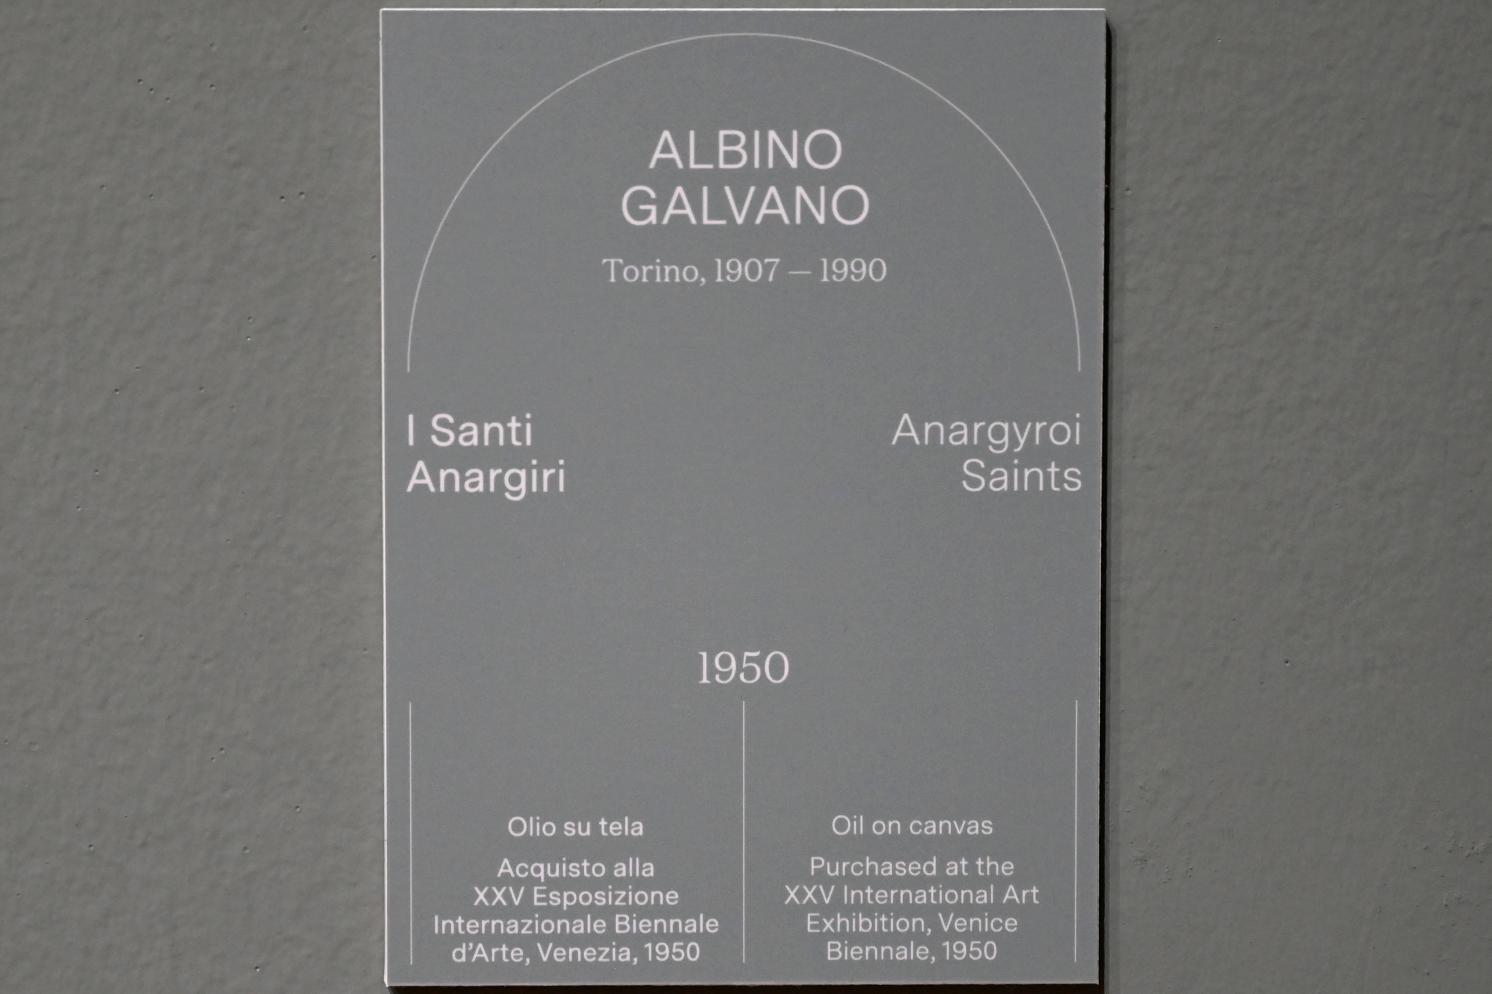 ALBINO
GALVANO
Torino, 1907 — 1990
I Santi
Anargiri
Anargyroi
Saints
1950
Olio su tela
Acquisto alla
XXV Esposizione
Internazionale Biennale
d’Arte, Venezia, 1950
Oil on canvas
Purchased at the
XXV International Art
Exhibition, Venice
Biennale, 1950